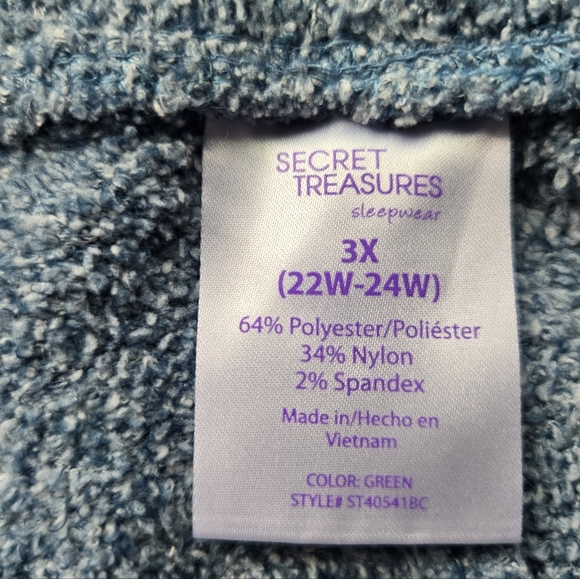 SECRET
TREASURES
sleepwear
3X
(22W-24W)
64% Polyester/Poliéster
34% Nylon
2% Spandex
Made in/Hecho en
Vietnam
COLOR: GREEN
STYLE# ST40541BC